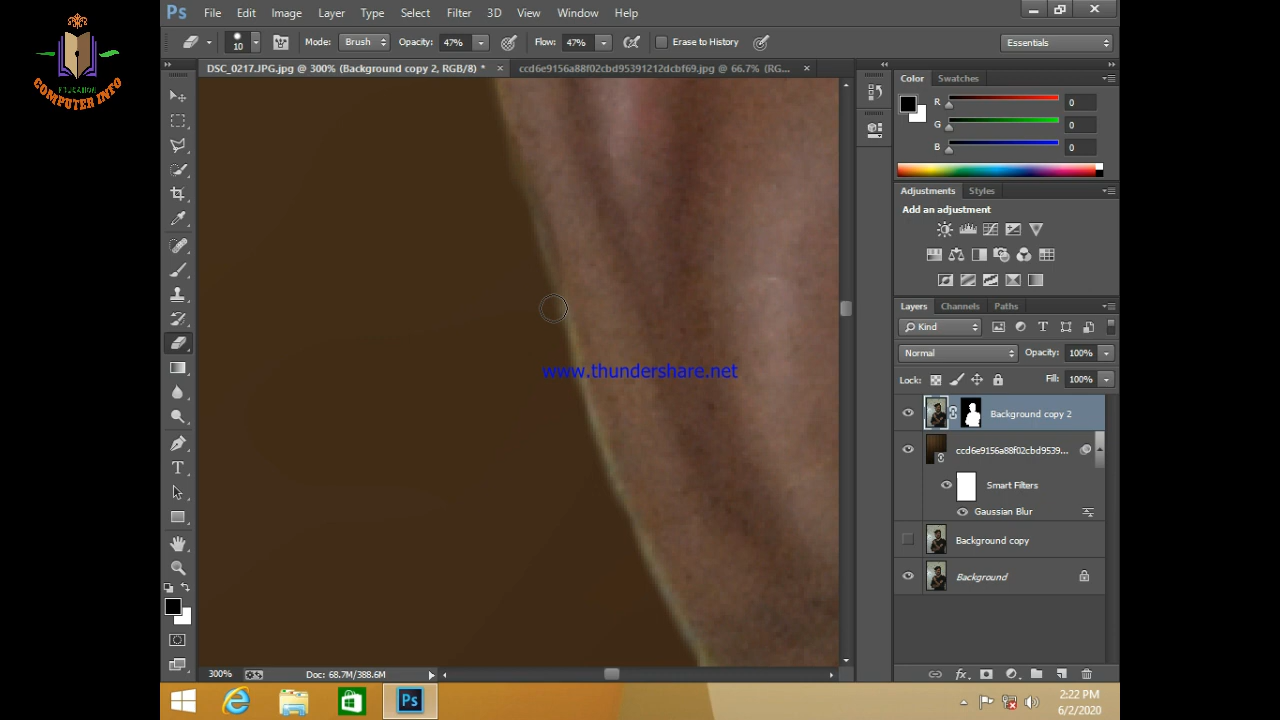 Ps File Edit Image Layer Type Select Filter 3D View Window Help
10 Mode: Brush Opacity: 47% Flow: 47% Erase to History Essentials
DSC_0217.JPG.jpg @ 300% (Background copy 2, RGB/8) * × ccd6e9156a88f02cbd95391212dcbf69.jpg @ 66.7% (RG... ×
COMPUTER INFO
Color Swatches
R 0
G 0
B 0
Adjustments Styles
Add an adjustment
Layers Channels Paths
Kind
Normal Opacity: 100%
Lock: Fill: 100%
Background copy 2
ccd6e9156a88f02cbd9539...
Smart Filters
Gaussian Blur
Background copy
Background
www.thundershare.net
300% Doc: 68.7M/388.6M
Ps
2:22 PM
6/2/2020